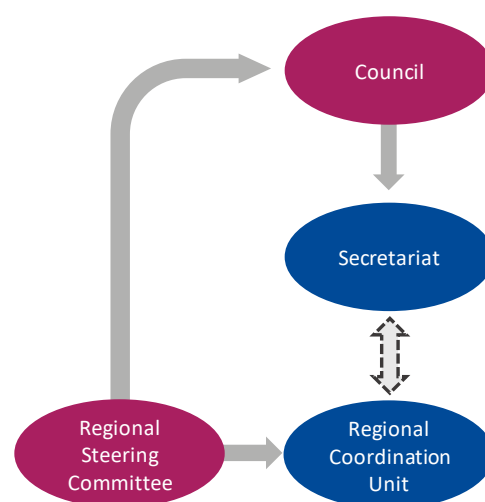 Council
Secretariat
Regional
Steering
Committee
Regional
Coordination
Unit